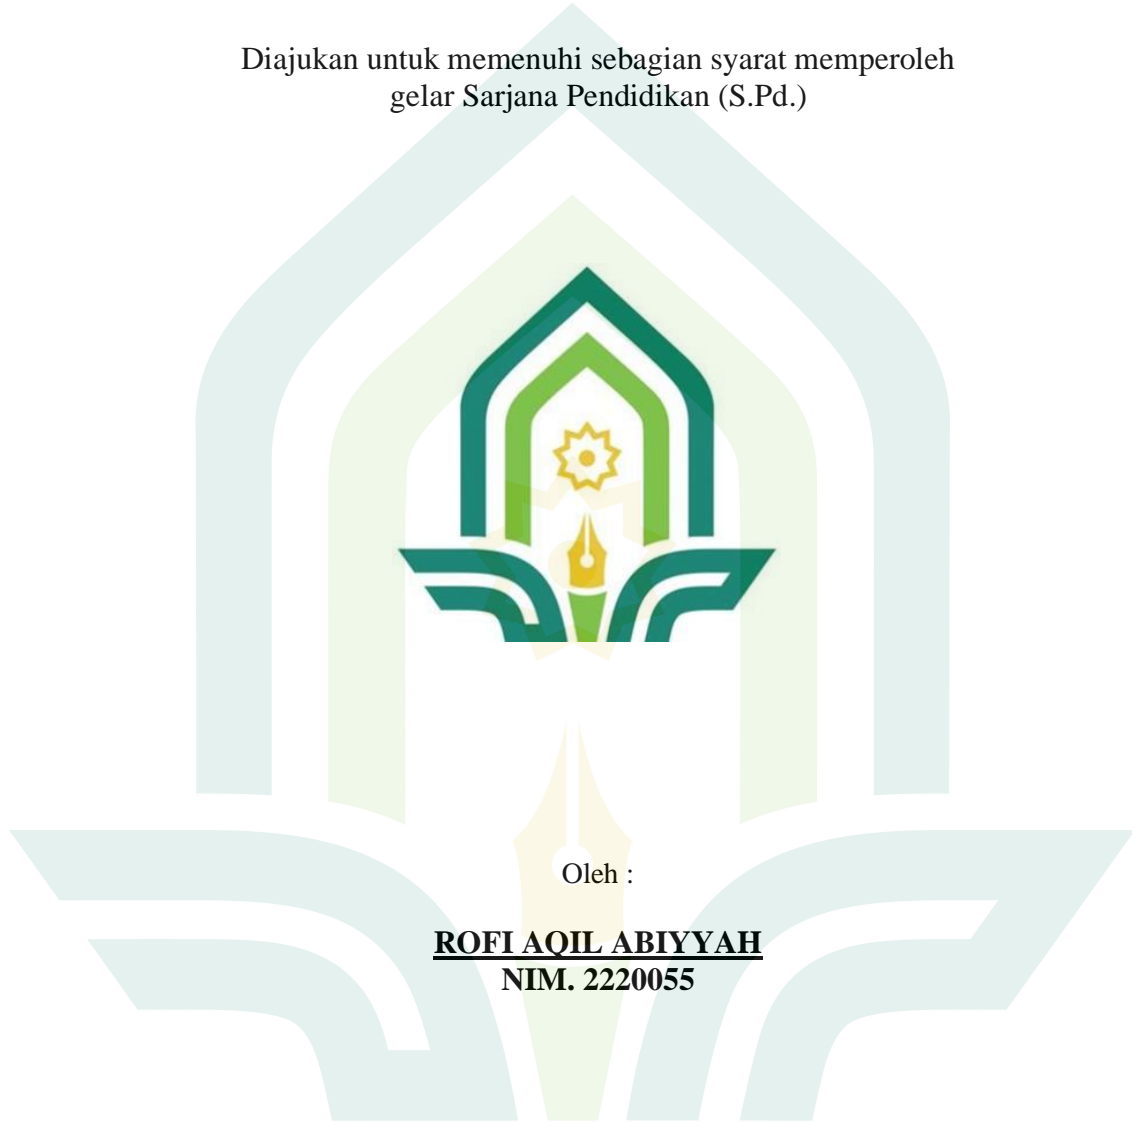 Diajukan untuk memenuhi sebagian syarat memperoleh
gelar Sarjana Pendidikan (S.Pd.)
Oleh :
ROFI AQIL ABIYYAH
NIM. 2220055